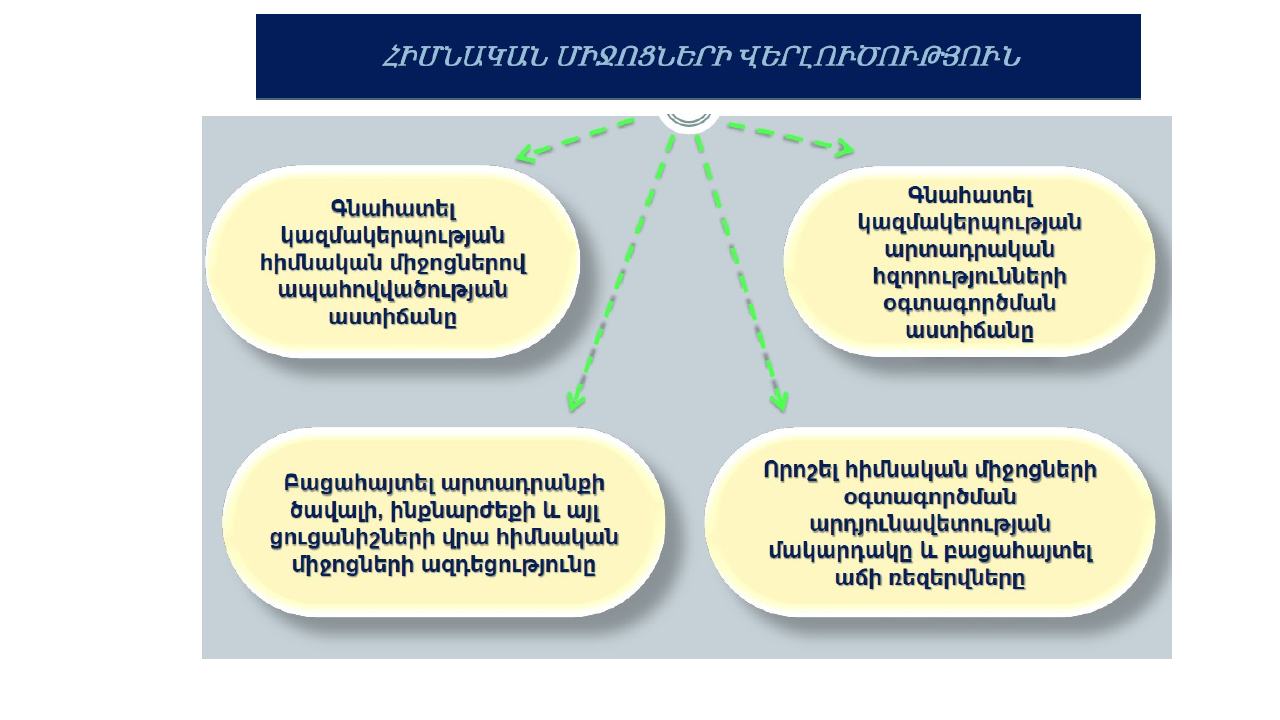 ՀԻՄՆԱԿԱՆ ՄԻՋՈՑՆԵՐԻ ՎԵՐԼՈՒԾՈՒԹՅՈՒՆ
Գնահատել
կազմակերպության
հիմնական միջոցներով
ապահովվածության
աստիճանը
Գնահատել
կազմակերպության
արտադրական
հզորությունների
օգտագործման
աստիճանը
Բացահայտել արտադրանքի
ծավալի, ինքնարժեքի և այլ
ցուցանիշների վրա հիմնական
միջոցների ազդեցությունը
Որոշել հիմնական միջոցների
օգտագործման
արդյունավետության
մակարդակը և բացահայտել
աճի ռեզերվները